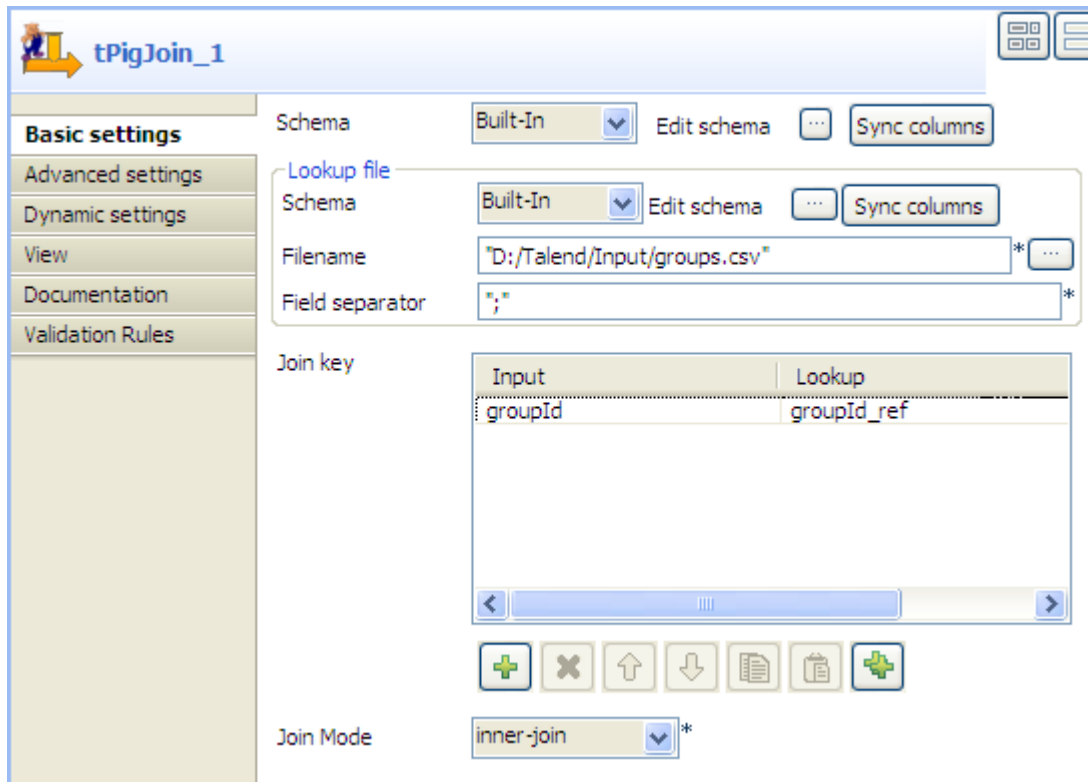 tPigJoin_1
Basic settings
Advanced settings
Dynamic settings
View
Documentation
Validation Rules
Schema Built-In Edit schema ... Sync columns
Lookup file
Schema Built-In Edit schema ... Sync columns
Filename "D:/Talend/Input/groups.csv" * ...
Field separator ";" *
Join key
Input Lookup
groupId groupId_ref
Join Mode inner-join *